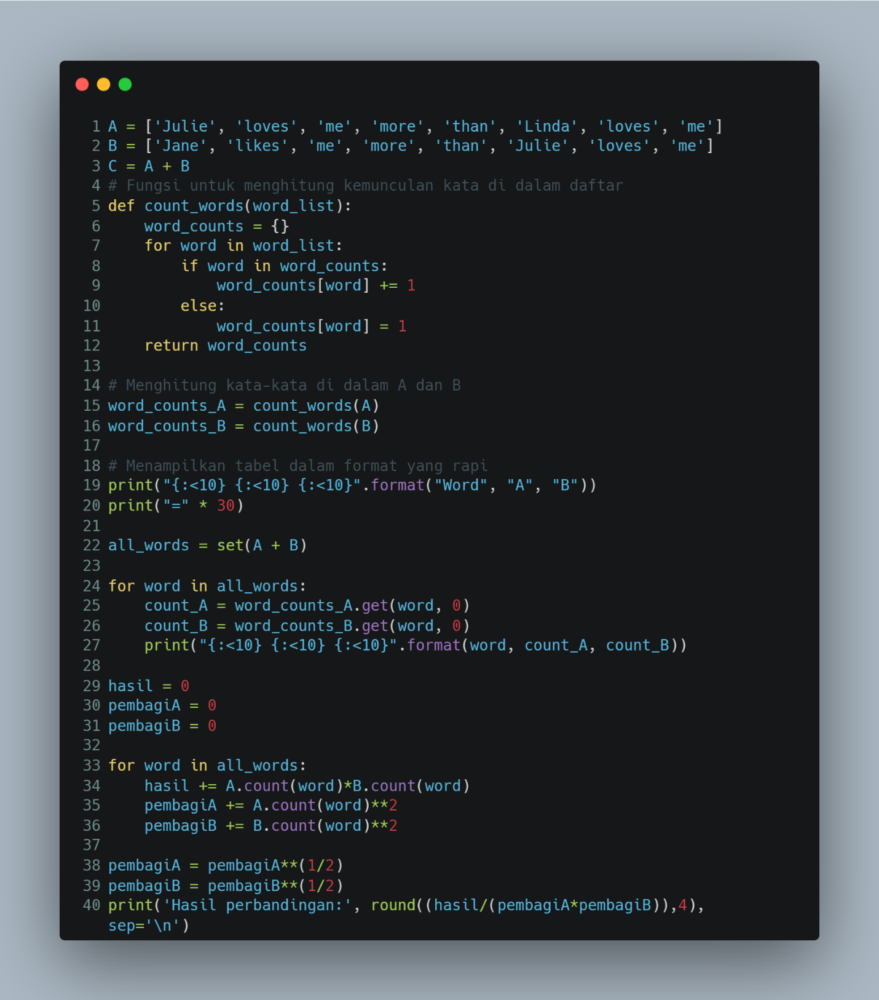 1 A = ['Julie', 'loves', 'me', 'more', 'than', 'Linda', 'loves', 'me']
2 B = ['Jane', 'likes', 'me', 'more', 'than', 'Julie', 'loves', 'me']
3 C = A + B
4 # Fungsi untuk menghitung kemunculan kata di dalam daftar
5 def count_words(word_list):
6     word_counts = {}
7     for word in word_list:
8         if word in word_counts:
9             word_counts[word] += 1
10         else:
11             word_counts[word] = 1
12     return word_counts
13
14 # Menghitung kata-kata di dalam A dan B
15 word_counts_A = count_words(A)
16 word_counts_B = count_words(B)
17
18 # Menampilkan tabel dalam format yang rapi
19 print("{:<10} {:<10} {:<10}".format("Word", "A", "B"))
20 print("=" * 30)
21
22 all_words = set(A + B)
23
24 for word in all_words:
25     count_A = word_counts_A.get(word, 0)
26     count_B = word_counts_B.get(word, 0)
27     print("{:<10} {:<10} {:<10}".format(word, count_A, count_B))
28
29 hasil = 0
30 pembagiA = 0
31 pembagiB = 0
32
33 for word in all_words:
34     hasil += A.count(word)*B.count(word)
35     pembagiA += A.count(word)**2
36     pembagiB += B.count(word)**2
37
38 pembagiA = pembagiA**(1/2)
39 pembagiB = pembagiB**(1/2)
40 print('Hasil perbandingan:', round((hasil/(pembagiA*pembagiB)),4),
sep='\n')